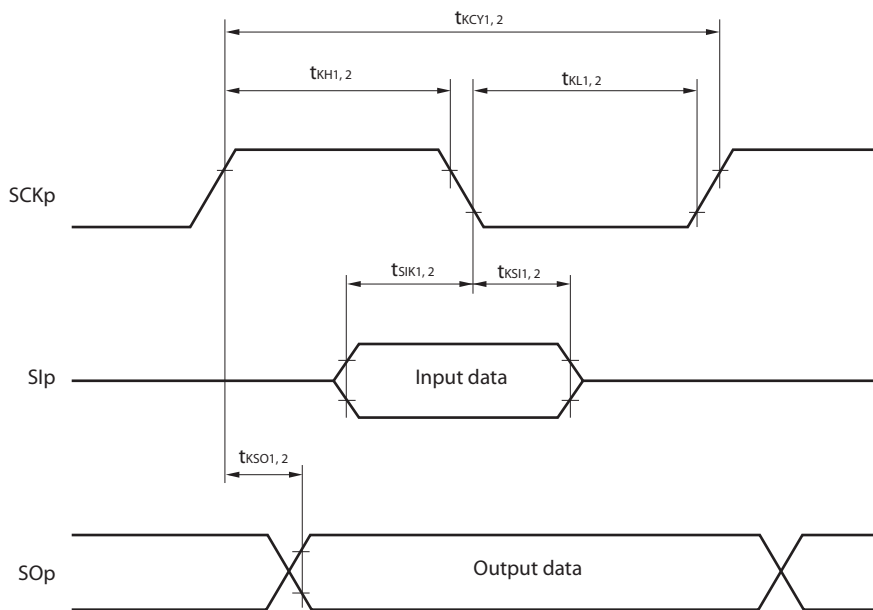 tKCY1, 2
tKH1, 2
tKL1, 2
SCKp
tSIK1, 2
tKSI1, 2
SIp
Input data
tKSO1, 2
SOp
Output data